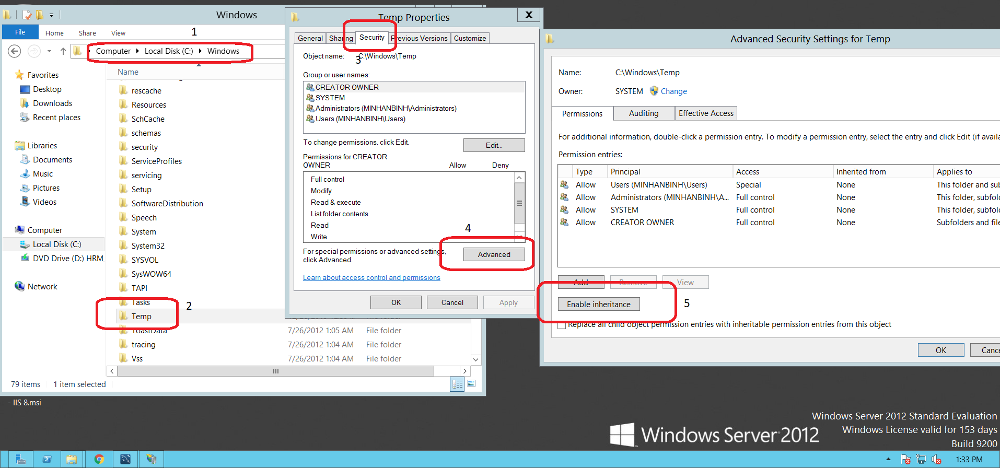 Windows
File
Home
Share
View
1
Computer
Local Disk (C:)
Windows
Favorites
Desktop
Downloads
Recent places
Libraries
Documents
Music
Pictures
Videos
Computer
Local Disk (C:)
DVD Drive (D:) HRM_
Network
Name
rescache
Resources
SchCache
schemas
security
ServiceProfiles
servicing
Setup
SoftwareDistribution
Speech
System
System32
SYSVOL
SysWOW64
TAPI
Tasks
Temp
2
ToastData 7/26/2012 1:05 AM File folder
tracing 7/26/2012 1:04 AM File folder
Vss 7/26/2012 1:04 AM File folder
79 items 1 item selected
Temp Properties
General
Sharing
Security
Previous Versions
Customize
3
Object name: C:\Windows\Temp
Group or user names:
CREATOR OWNER
SYSTEM
Administrators (MINHANBINH\Administrators)
Users (MINHANBINH\Users)
To change permissions, click Edit.
Edit...
Permissions for CREATOR
OWNER
Allow Deny
Full control
Modify
Read & execute
List folder contents
Read
Write
4
For special permissions or advanced settings,
click Advanced.
Advanced
Learn about access control and permissions
OK
Cancel
Apply
Advanced Security Settings for Temp
Name: C:\Windows\Temp
Owner: SYSTEM Change
Permissions
Auditing
Effective Access
For additional information, double-click a permission entry. To modify a permission entry, select the entry and click Edit (if availa
Permission entries:
Type Principal Access Inherited from Applies to
Allow Users (MINHANBINH\Users) Special None This folder and sub
Allow Administrators (MINHANBINH\A... Full control None This folder, subfol
Allow SYSTEM Full control None This folder, subfol
Allow CREATOR OWNER Full control None Subfolders and file
Add
Remove
View
Enable inheritance
5
Replace all child object permission entries with inheritable permission entries from this object
OK
Cance
- IIS 8.msi
Windows Server 2012
Windows Server 2012 Standard Evaluation
Windows License valid for 153 days
Build 9200
1:33 PM